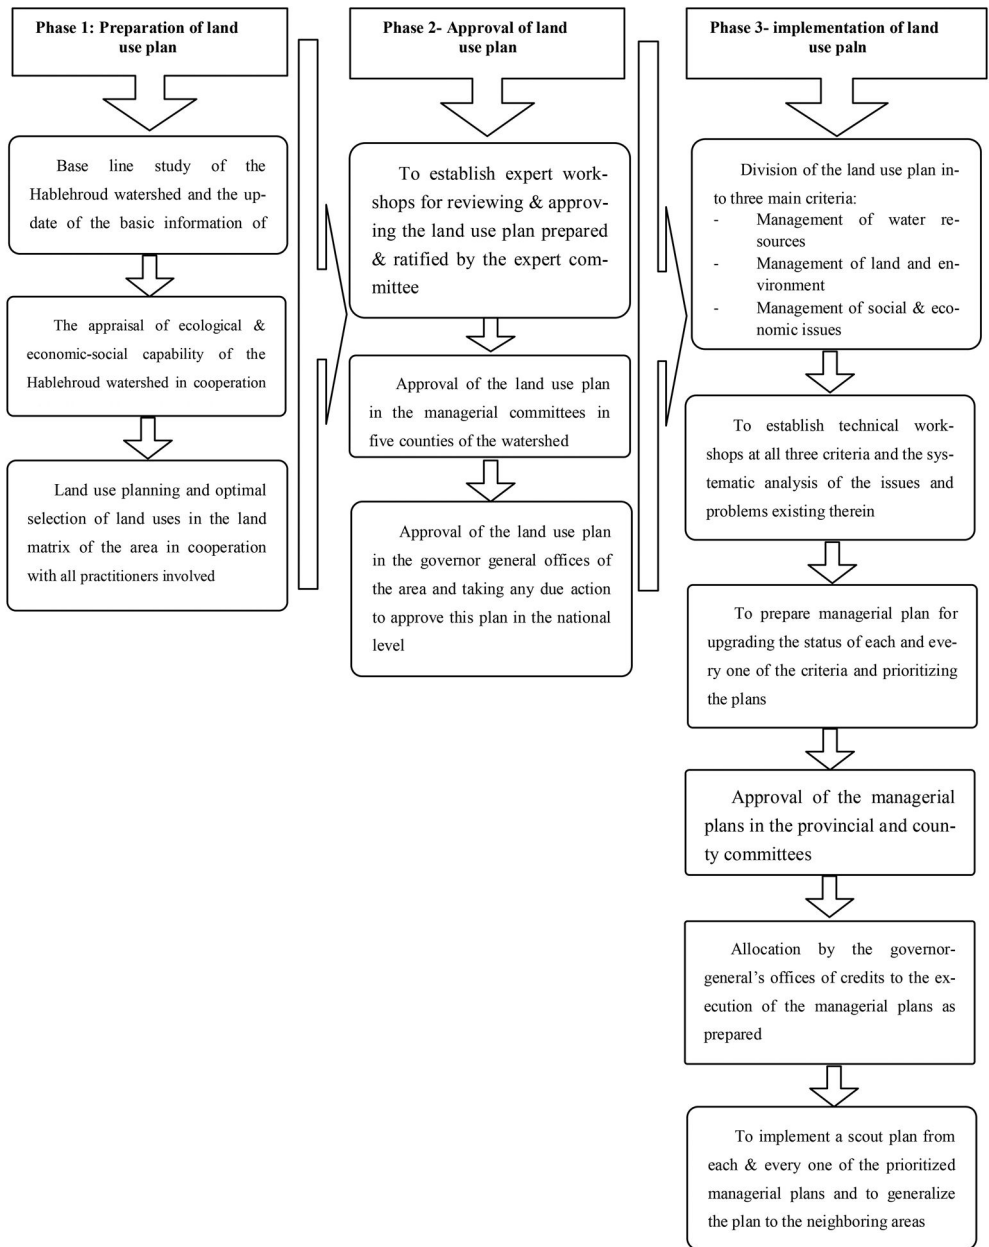 Phase 1: Preparation of land
use plan
Base line study of the
Hablehroud watershed and the up-
date of the basic information of
The appraisal of ecological &
economic-social capability of the
Hablehroud watershed in cooperation
Land use planning and optimal
selection of land uses in the land
matrix of the area in cooperation
with all practitioners involved
Phase 2- Approval of land
use plan
To establish expert work-
shops for reviewing & approv-
ing the land use plan prepared
& ratified by the expert com-
mittee
Approval of the land use plan
in the managerial committees in
five counties of the watershed
Approval of the land use plan
in the governor general offices of
the area and taking any due action
to approve this plan in the national
level
Phase 3- implementation of land
use paln
Division of the land use plan in-
to three main criteria:
- Management of water re-
sources
- Management of land and en-
vironment
- Management of social & eco-
nomic issues
To establish technical work-
shops at all three criteria and the sys-
tematic analysis of the issues and
problems existing therein
To prepare managerial plan for
upgrading the status of each and eve-
ry one of the criteria and prioritizing
the plans
Approval of the managerial
plans in the provincial and coun-
ty committees
Allocation by the governor-
general's offices of credits to the ex-
ecution of the managerial plans as
prepared
To implement a scout plan from
each & every one of the prioritized
managerial plans and to generalize
the plan to the neighboring areas